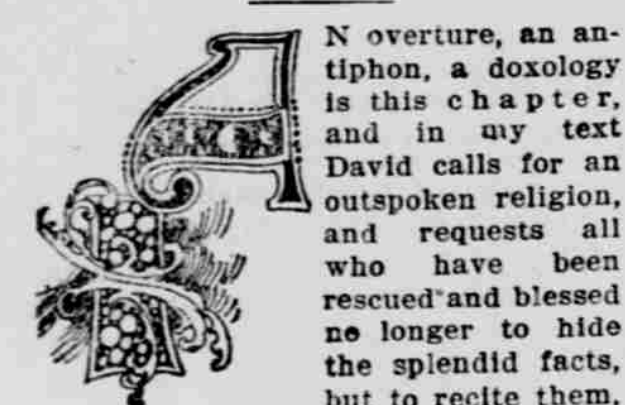 AN overture, an an-
tiphon, a doxology
is this chapter,
and in my text
David calls for an
outspoken religion,
and requests all
who have been
rescued and blessed
no longer to hide
the splendid facts,
but to recite them,